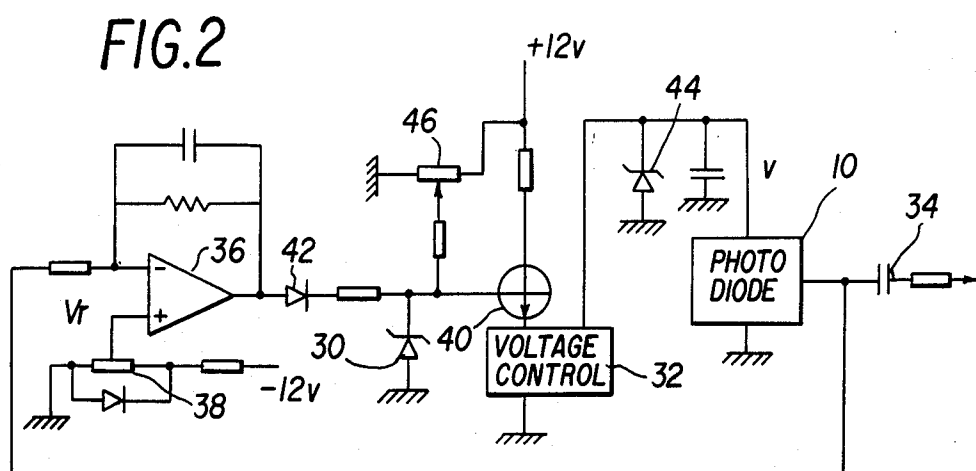 FIG.2
+12v
44
46
v
10
34
36
42
PHOTO
DIODE
Vr
30
40
VOLTAGE
CONTROL
32
-12v
38